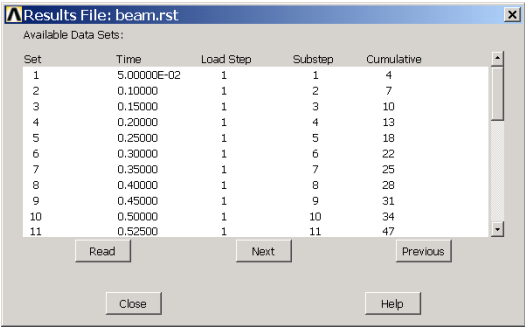 Results File: beam.rst
Available Data Sets:
Set Time Load Step Substep Cumulative
1 5.00000E-02 1 1 4
2 0.10000 1 2 7
3 0.15000 1 3 10
4 0.20000 1 4 13
5 0.25000 1 5 18
6 0.30000 1 6 22
7 0.35000 1 7 25
8 0.40000 1 8 28
9 0.45000 1 9 31
10 0.50000 1 10 34
11 0.52500 1 11 47
Read Next Previous
Close Help